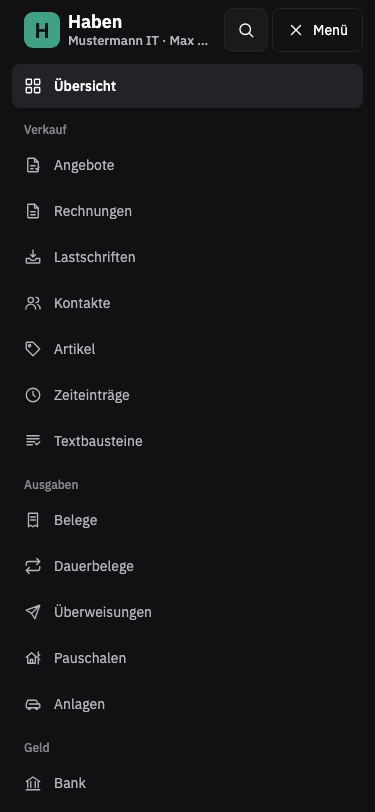 H
Haben
Mustermann IT · Max ...
Menü
Übersicht
Verkauf
Angebote
Rechnungen
Lastschriften
Kontakte
Artikel
Zeiteinträge
Textbausteine
Ausgaben
Belege
Dauerbelege
Überweisungen
Pauschalen
Anlagen
Geld
Bank